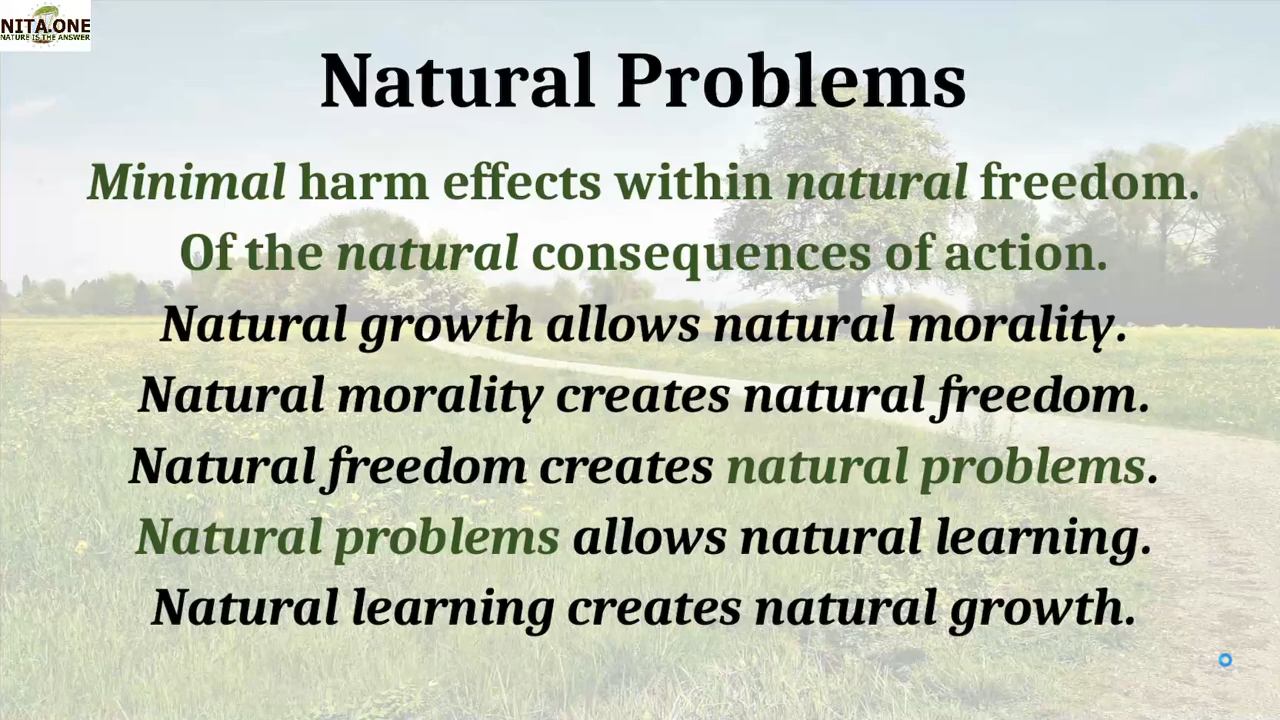 NITA.ONE
NATURE IS THE ANSWER
Natural Problems
Minimal harm effects within natural freedom.
Of the natural consequences of action.
Natural growth allows natural morality.
Natural morality creates natural freedom.
Natural freedom creates natural problems.
Natural problems allows natural learning.
Natural learning creates natural growth.